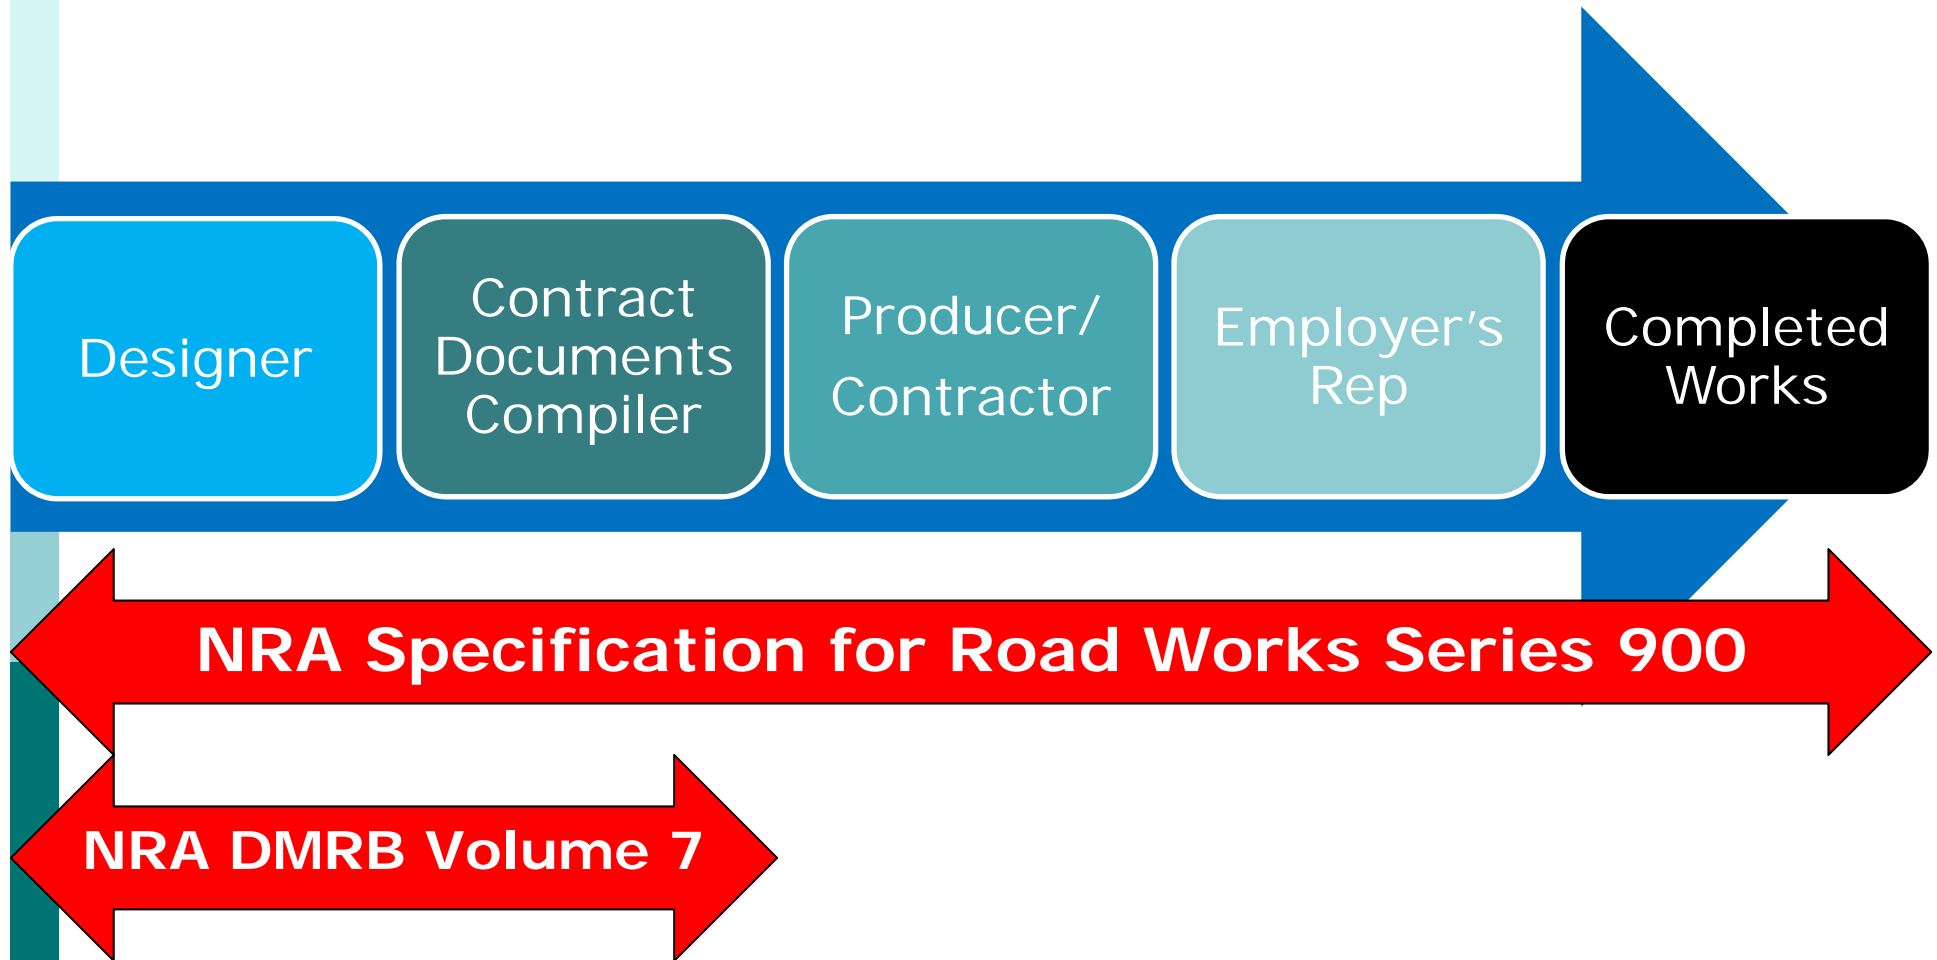 Designer
Contract
Documents
Compiler
Producer/
Contractor
Employer's
Rep
Completed
Works
NRA Specification for Road Works Series 900
NRA DMRB Volume 7